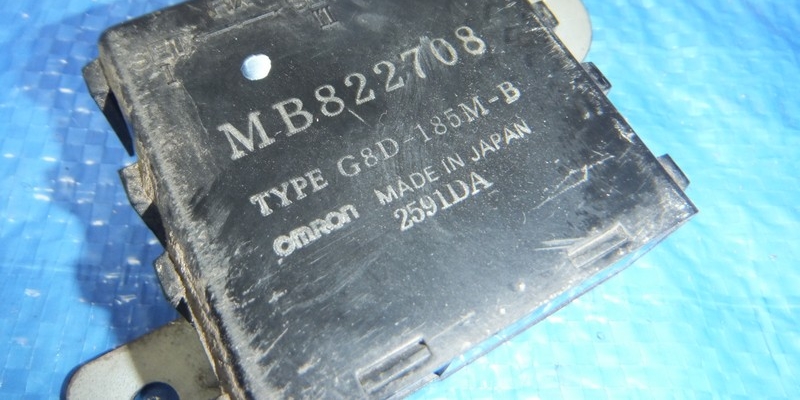 MB822708
TYPE G8D-185M-B
omron MADE IN JAPAN
2591DA